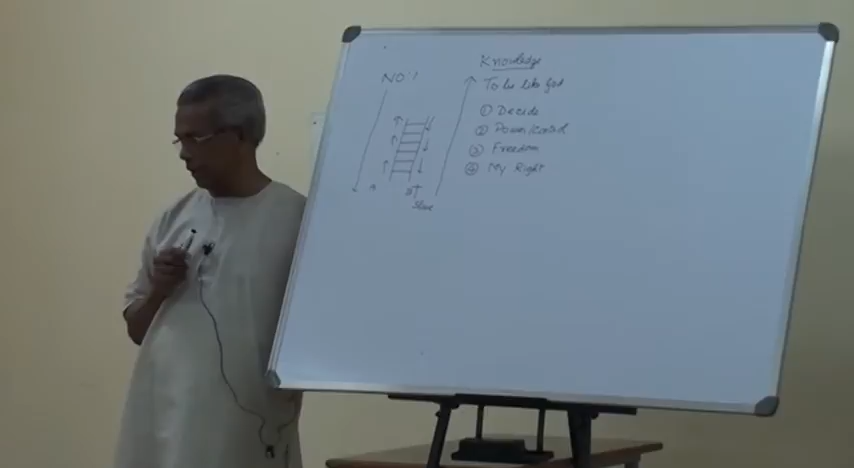 NO!
Slave
Knowledge
To be like God
① Decide
② Power/Control
③ Freedom
④ My Right